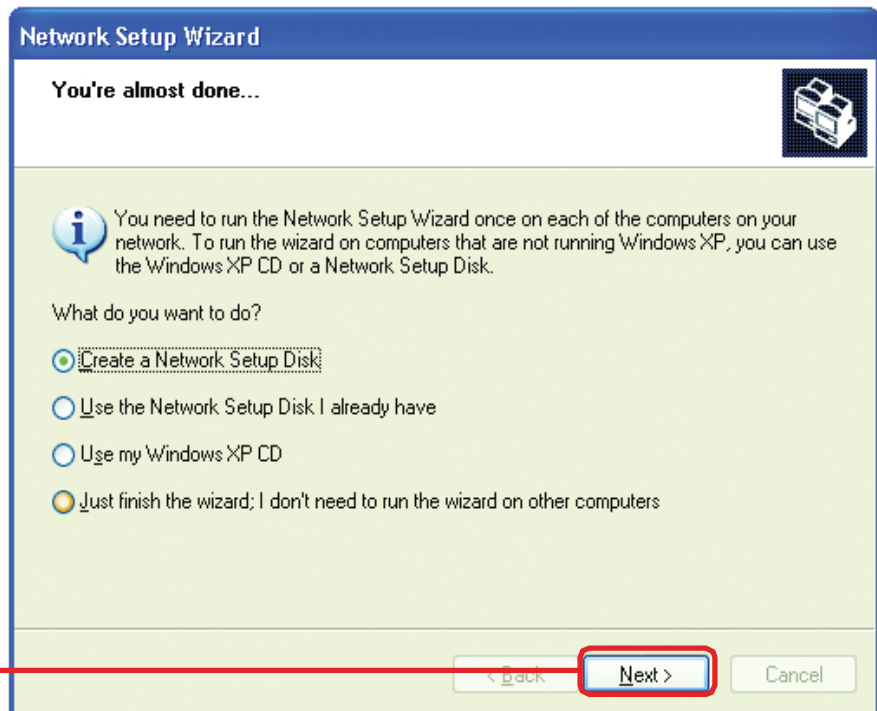 Network Setup Wizard
You're almost done...
You need to run the Network Setup Wizard once on each of the computers on your
network. To run the wizard on computers that are not running Windows XP, you can use
the Windows XP CD or a Network Setup Disk.
What do you want to do?
Create a Network Setup Disk
Use the Network Setup Disk I already have
Use my Windows XP CD
Just finish the wizard; I don't need to run the wizard on other computers
< Back
Next >
Cancel